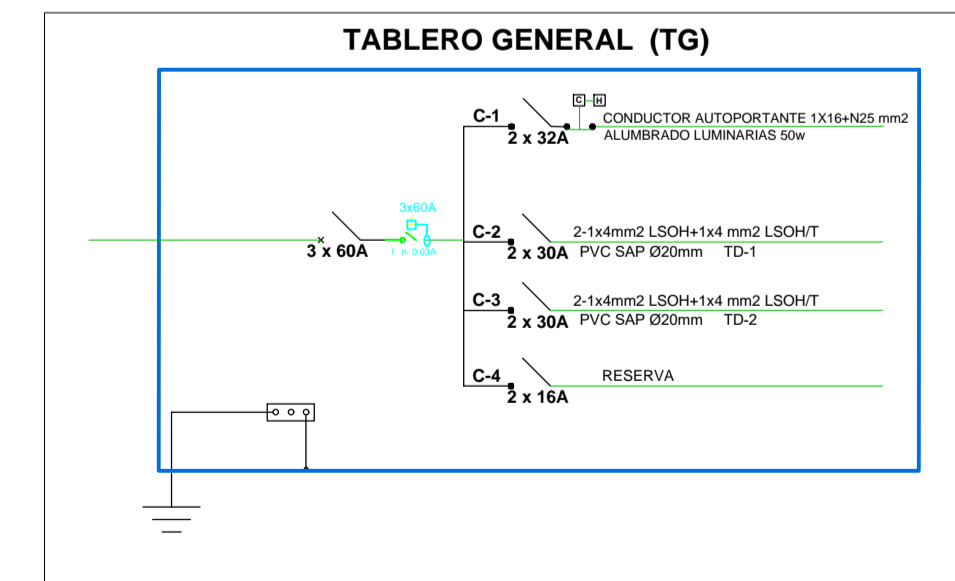 TABLERO GENERAL (TG)
C-1
2 x 32A
C H
CONDUCTOR AUTOPORTANTE 1X16+N25 mm2
ALUMBRADO LUMINARIAS 50w
3 x 60A
3x60A
I n 0.03A
C-2
2 x 30A
2-1x4mm2 LSOH+1x4 mm2 LSOH/T
PVC SAP Ø20mm TD-1
C-3
2 x 30A
2-1x4mm2 LSOH+1x4 mm2 LSOH/T
PVC SAP Ø20mm TD-2
C-4
2 x 16A
RESERVA